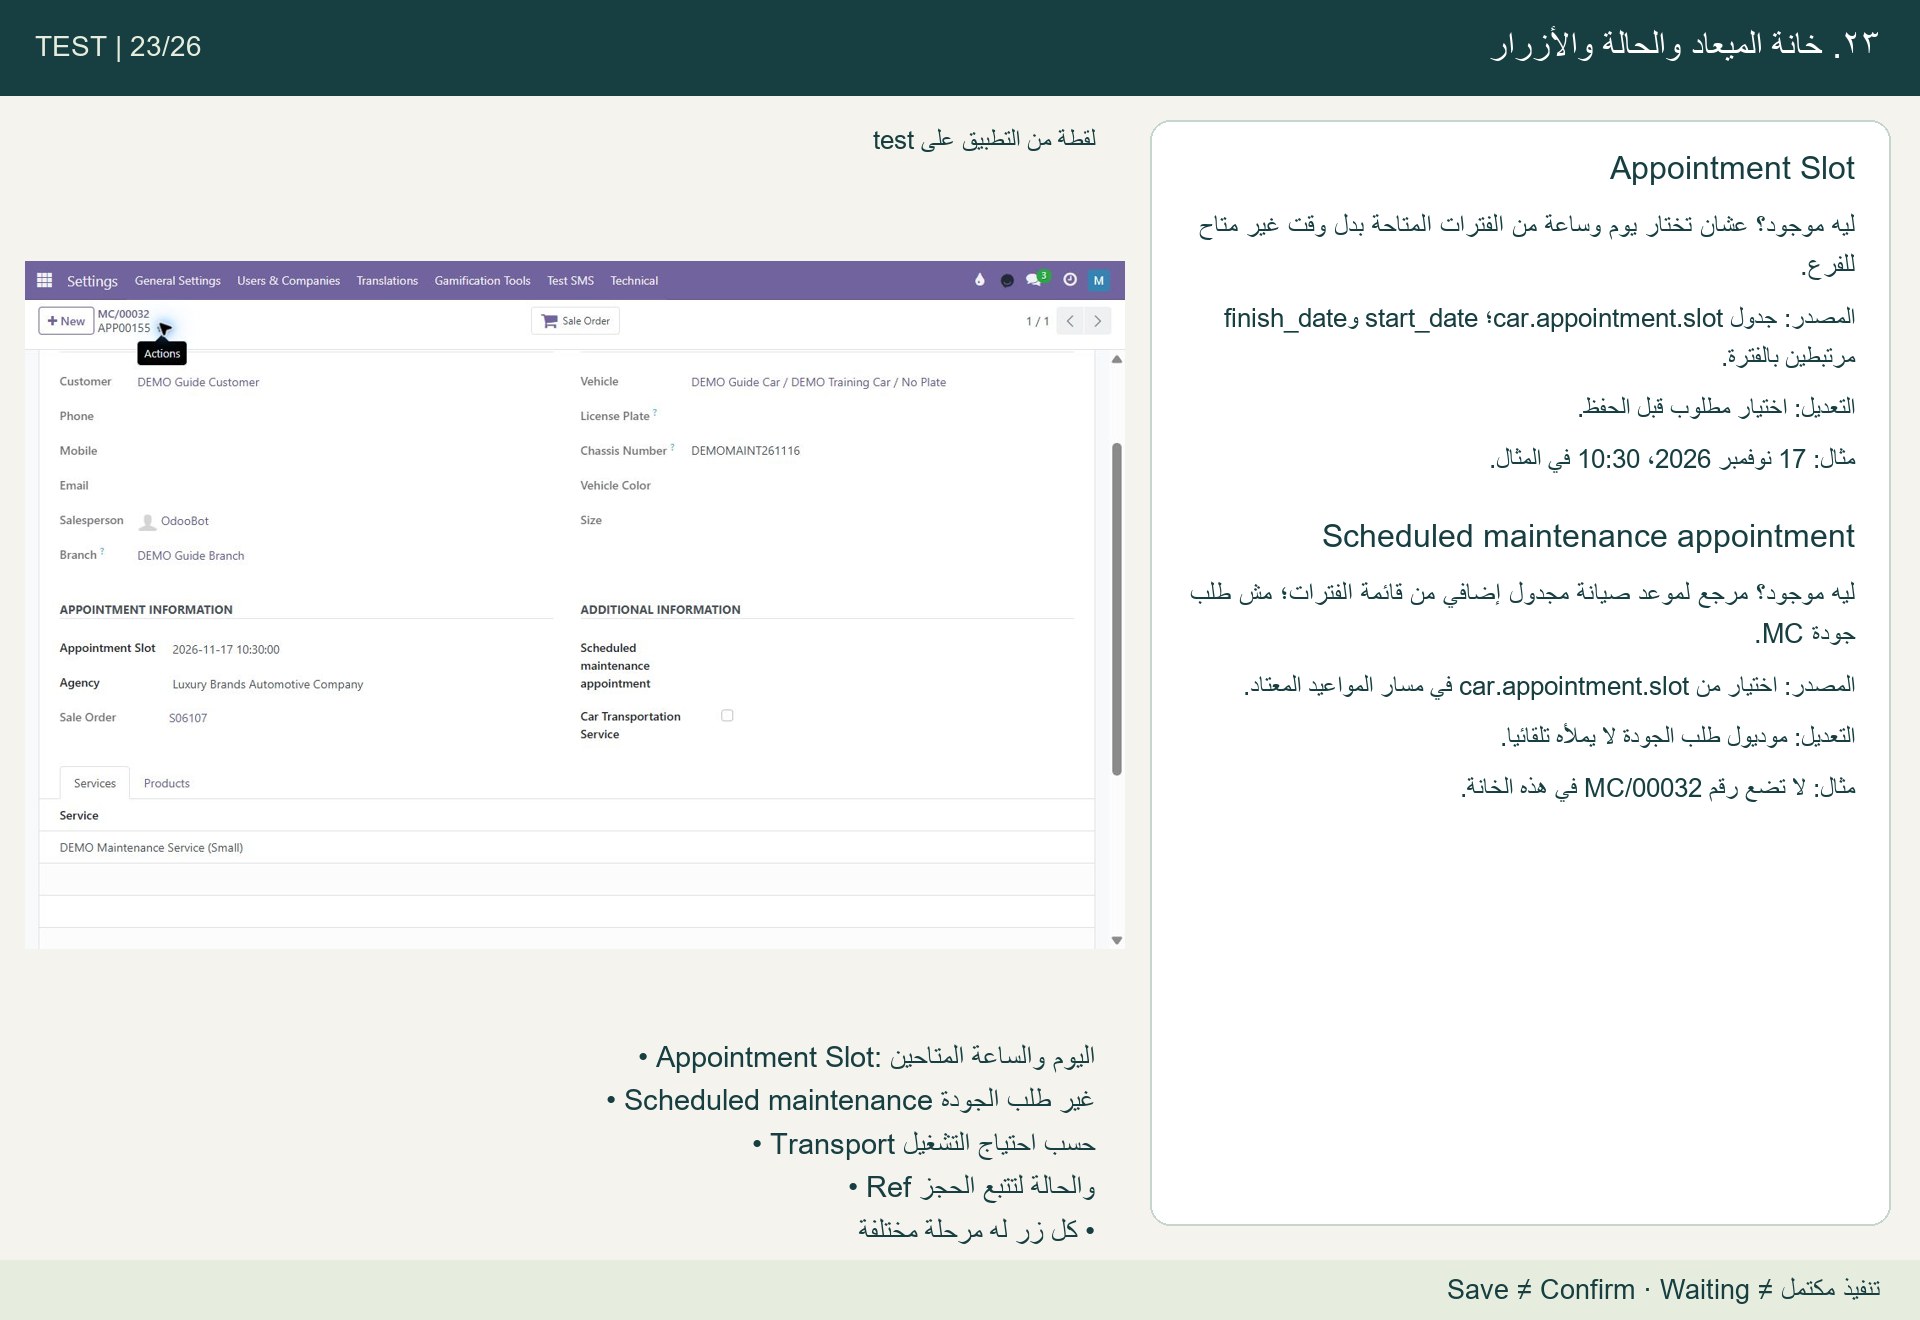 ٢٣. خانة الميعاد والحالة والأزرار
TEST | 23/26
Appointment Slot
ليه موجود؟ عشان تختار يوم وساعة من الفترات المتاحة بدل وقت غير متاح
للفرع.
المصدر: جدول car.appointment.slot؛ start_date وfinish_date
مرتبطين بالفترة.
التعديل: اختيار مطلوب قبل الحفظ.
مثال: 17 نوفمبر 2026، 10:30 في المثال.
Scheduled maintenance appointment
ليه موجود؟ مرجع لموعد صيانة مجدول إضافي من قائمة الفترات؛ مش طلب
جودة MC.
المصدر: اختيار من car.appointment.slot في مسار المواعيد المعتاد.
التعديل: موديول طلب الجودة لا يملأه تلقائيا.
مثال: لا تضع رقم MC/00032 في هذه الخانة.
لقطة من التطبيق على test
Settings General Settings Users & Companies Translations Gamification Tools Test SMS Technical 3 M
New MC/00032
APP00155
Sale Order
1 / 1
Actions
Customer DEMO Guide Customer
Phone
Mobile
Email
Salesperson OdooBot
Branch ? DEMO Guide Branch
Vehicle DEMO Guide Car / DEMO Training Car / No Plate
License Plate ?
Chassis Number ? DEMOMAINT261116
Vehicle Color
Size
APPOINTMENT INFORMATION
Appointment Slot 2026-11-17 10:30:00
Agency Luxury Brands Automotive Company
Sale Order S06107
ADDITIONAL INFORMATION
Scheduled
maintenance
appointment
Car Transportation
Service
Services Products
Service
DEMO Maintenance Service (Small)
• Appointment Slot: اليوم والساعة المتاحين
• Scheduled maintenance غير طلب الجودة
• Transport حسب احتياج التشغيل
• Ref والحالة لتتبع الحجز
• كل زر له مرحلة مختلفة
Save ≠ Confirm · Waiting ≠ تنفيذ مكتمل